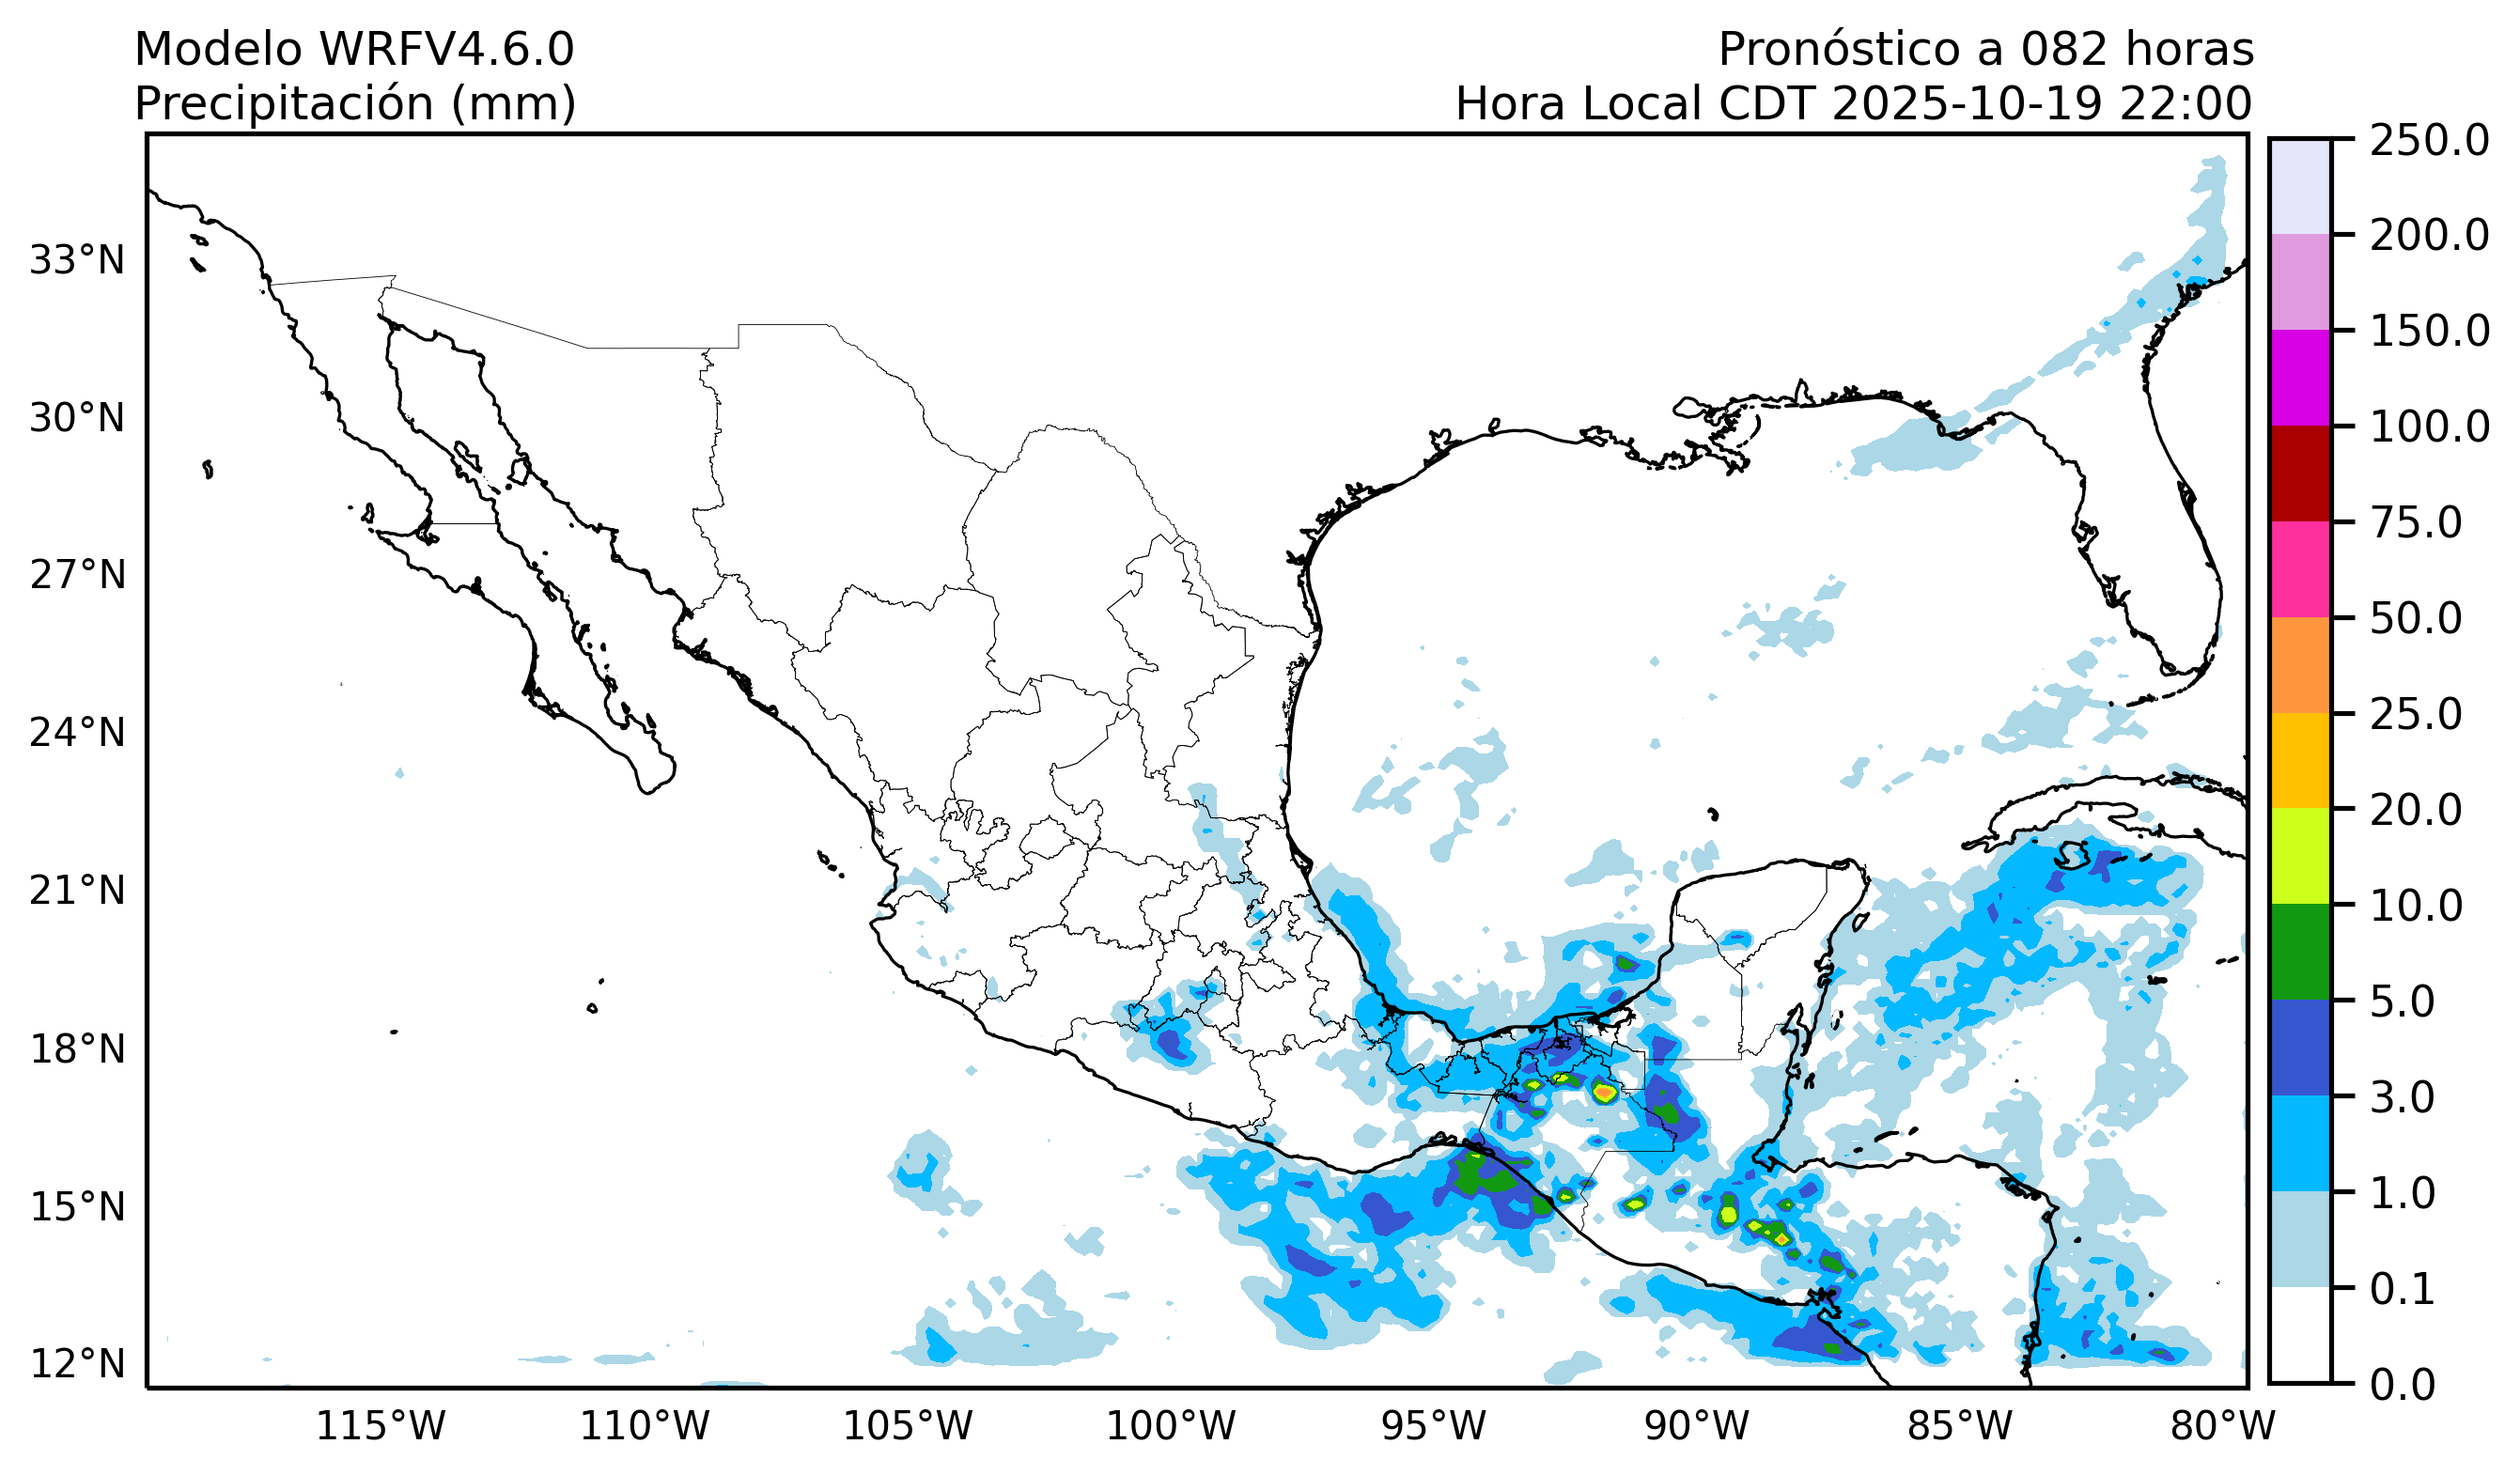 Modelo WRFV4.6.0
Precipitación (mm)
Pronóstico a 082 horas
Hora Local CDT 2025-10-19 22:00
33°N
30°N
27°N
24°N
21°N
18°N
15°N
12°N
115°W
110°W
105°W
100°W
95°W
90°W
85°W
80°W
250.0
200.0
150.0
100.0
75.0
50.0
25.0
20.0
10.0
5.0
3.0
1.0
0.1
0.0